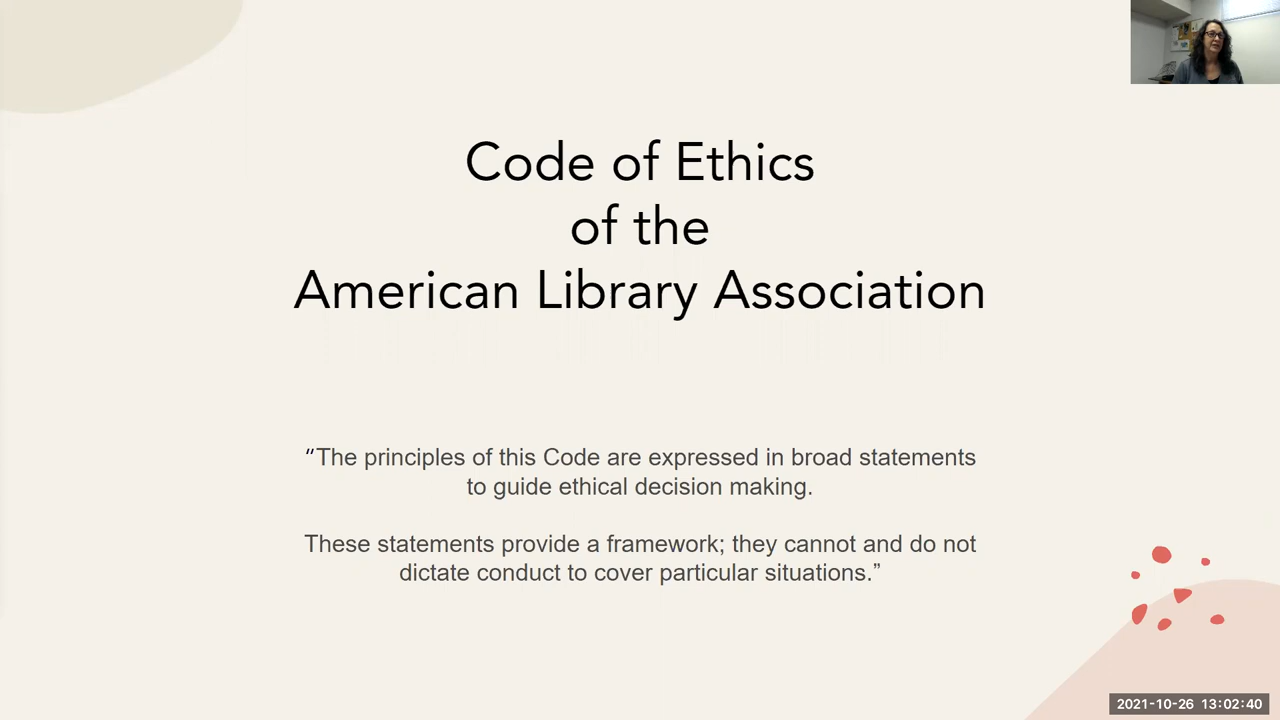 Code of Ethics
of the
American Library Association
“The principles of this Code are expressed in broad statements
to guide ethical decision making.
These statements provide a framework; they cannot and do not
dictate conduct to cover particular situations.”
2021-10-26 13:02:40